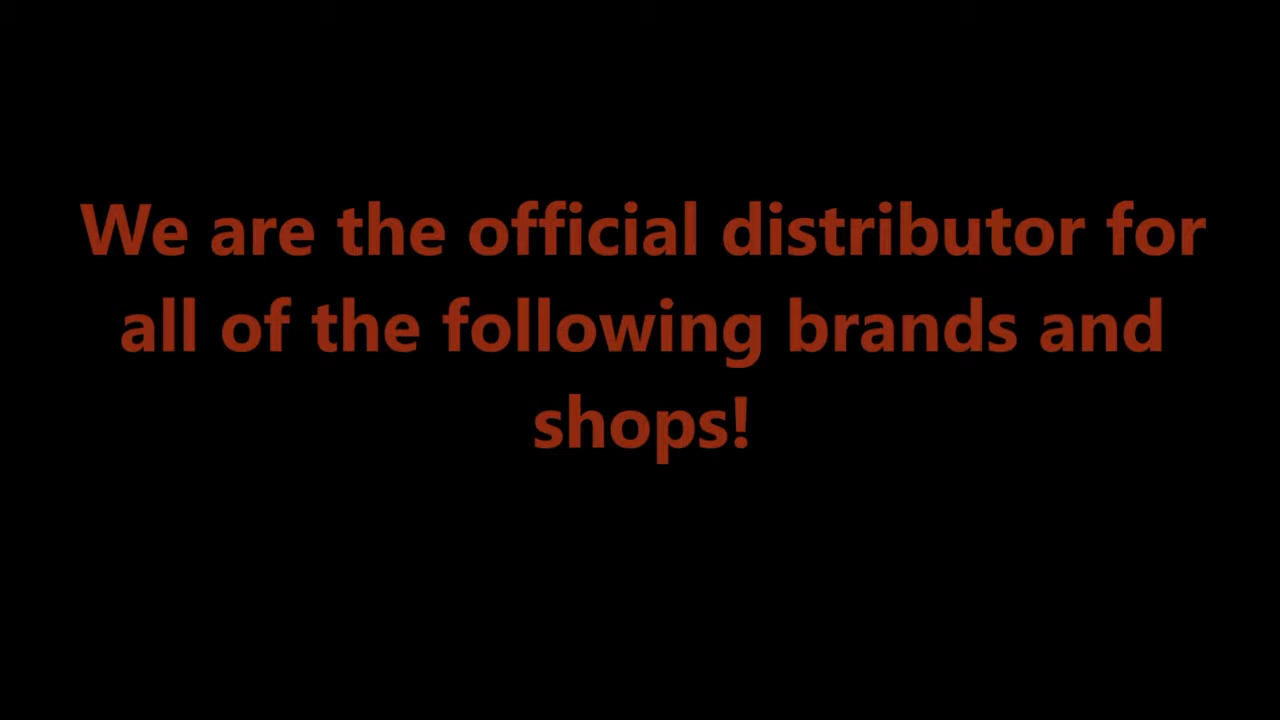 We are the official distributor for
all of the following brands and
shops!